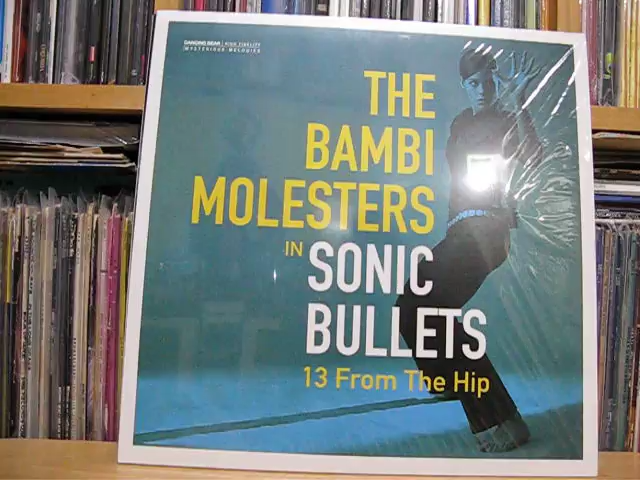 DANCING BEAR HIGH FIDELITY
MYSTERIOUS MELODIES
THE
BAMBI
MOLESTERS
IN SONIC
BULLETS
13 From The Hip